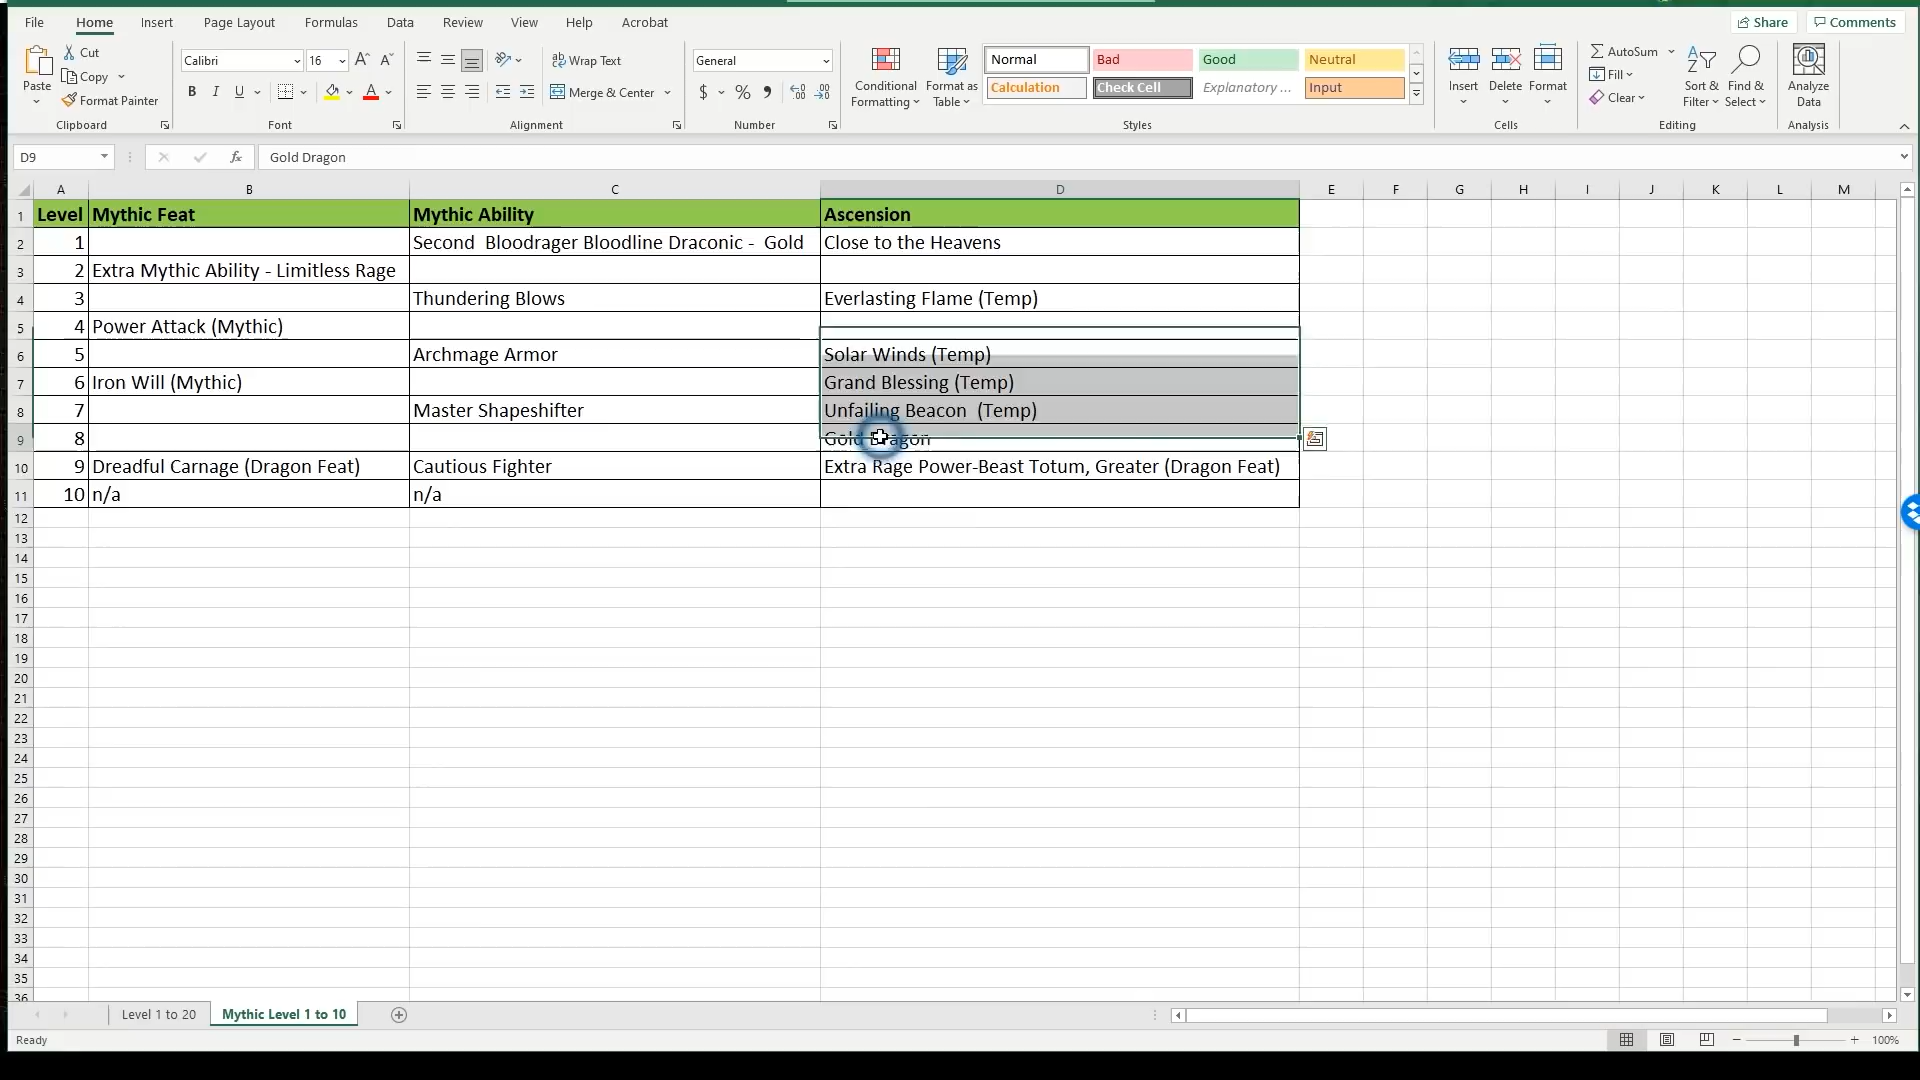 File Home Insert Page Layout Formulas Data Review View Help Acrobat Share Comments
Paste Cut Copy Format Painter Clipboard
Calibri 16 A A B I U A Font
Wrap Text Merge & Center Alignment
General $ % Number
Conditional Formatting Format as Table
Normal Bad Good Neutral
Calculation Check Cell Explanatory ... Input
Styles
Insert Delete Format Cells
AutoSum Fill Clear Sort & Filter Find & Select Editing
Analyze Data Analysis
D9 fx Gold Dragon
A B C D E F G H I J K L M
1 Level Mythic Feat Mythic Ability Ascension
2 1 Second  Bloodrager Bloodline Draconic -  Gold Close to the Heavens
3 2 Extra Mythic Ability - Limitless Rage
4 3 Thundering Blows Everlasting Flame (Temp)
5 4 Power Attack (Mythic)
6 5 Archmage Armor Solar Winds (Temp)
7 6 Iron Will (Mythic) Grand Blessing (Temp)
8 7 Master Shapeshifter Unfailing Beacon  (Temp)
9 8 Gold Dragon
10 9 Dreadful Carnage (Dragon Feat) Cautious Fighter Extra Rage Power-Beast Totum, Greater (Dragon Feat)
11 10 n/a n/a
12
13
14
15
16
17
18
19
20
21
22
23
24
25
26
27
28
29
30
31
32
33
34
35
36
Level 1 to 20 Mythic Level 1 to 10
Ready 100%